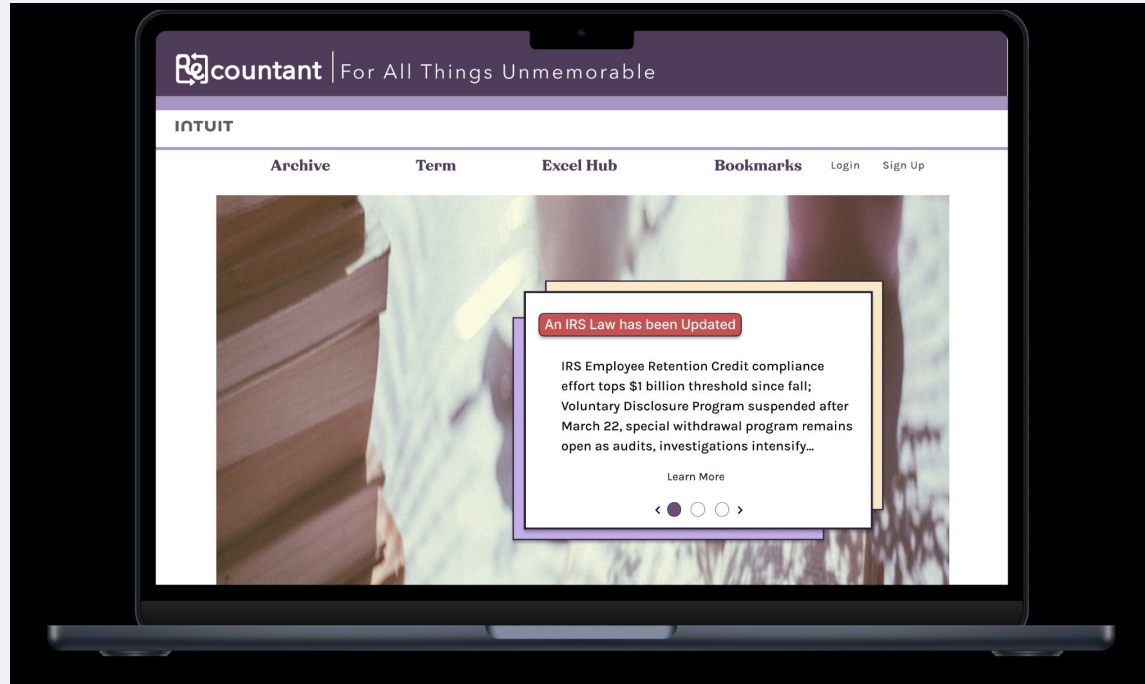 Recountant | For All Things Unmemorable
INTUIT
Archive Term Excel Hub Bookmarks Login Sign Up
An IRS Law has been Updated
IRS Employee Retention Credit compliance
effort tops $1 billion threshold since fall;
Voluntary Disclosure Program suspended after
March 22, special withdrawal program remains
open as audits, investigations intensify...
Learn More